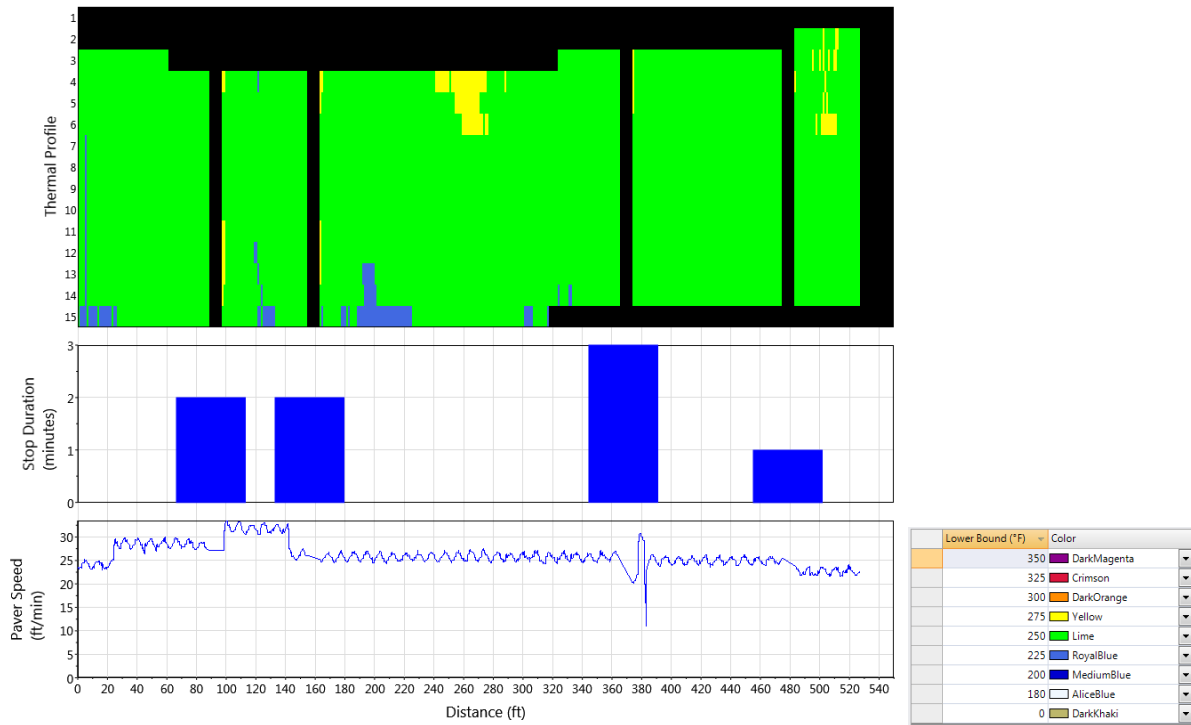 Thermal Profile
1
2
3
4
5
6
7
8
9
10
11
12
13
14
15
Stop Duration
(minutes)
3
2
1
0
Paver Speed
(ft/min)
30
25
20
15
10
5
0
0 20 40 60 80 100 120 140 160 180 200 220 240 260 280 300 320 340 360 380 400 420 440 460 480 500 520 540
Distance (ft)
Lower Bound (°F) Color
350 DarkMagenta
325 Crimson
300 DarkOrange
275 Yellow
250 Lime
225 RoyalBlue
200 MediumBlue
180 AliceBlue
0 DarkKhaki